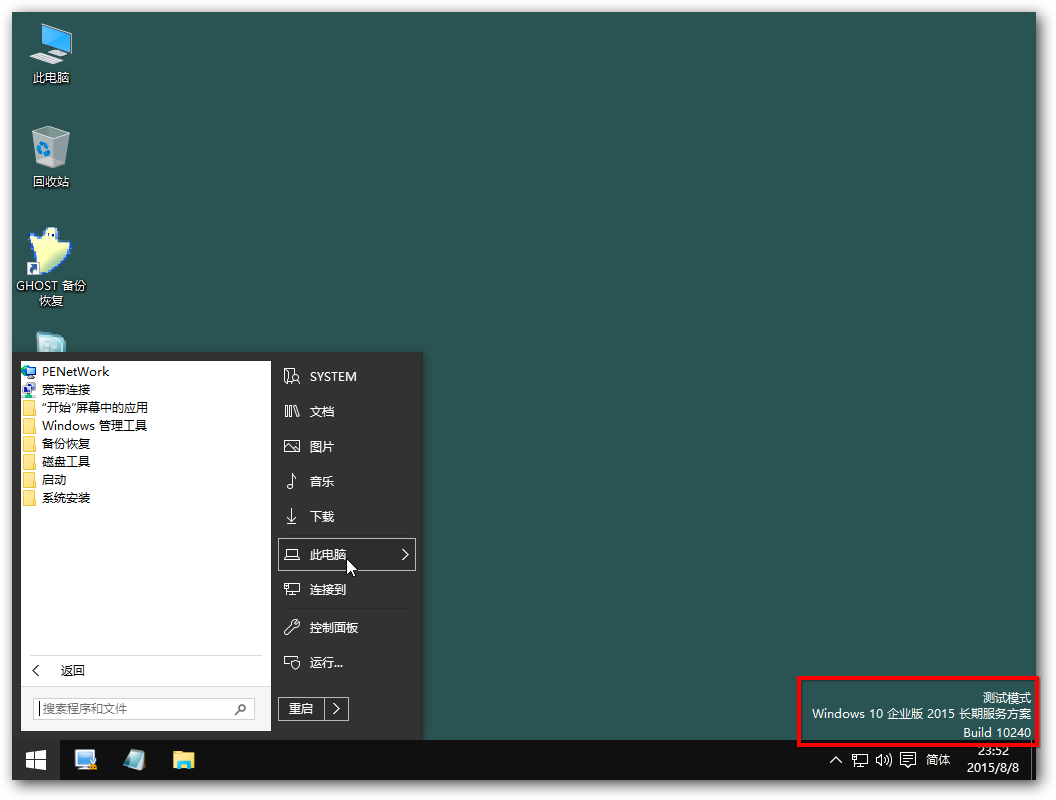 此电脑
回收站
GHOST 备份
恢复
PENetWork
宽带连接
“开始”屏幕中的应用
Windows 管理工具
备份恢复
磁盘工具
启动
系统安装
返回
搜索程序和文件
SYSTEM
文档
图片
音乐
下载
此电脑
连接到
控制面板
运行...
重启
测试模式
Windows 10 企业版 2015 长期服务方案
Build 10240
简体
23:52
2015/8/8